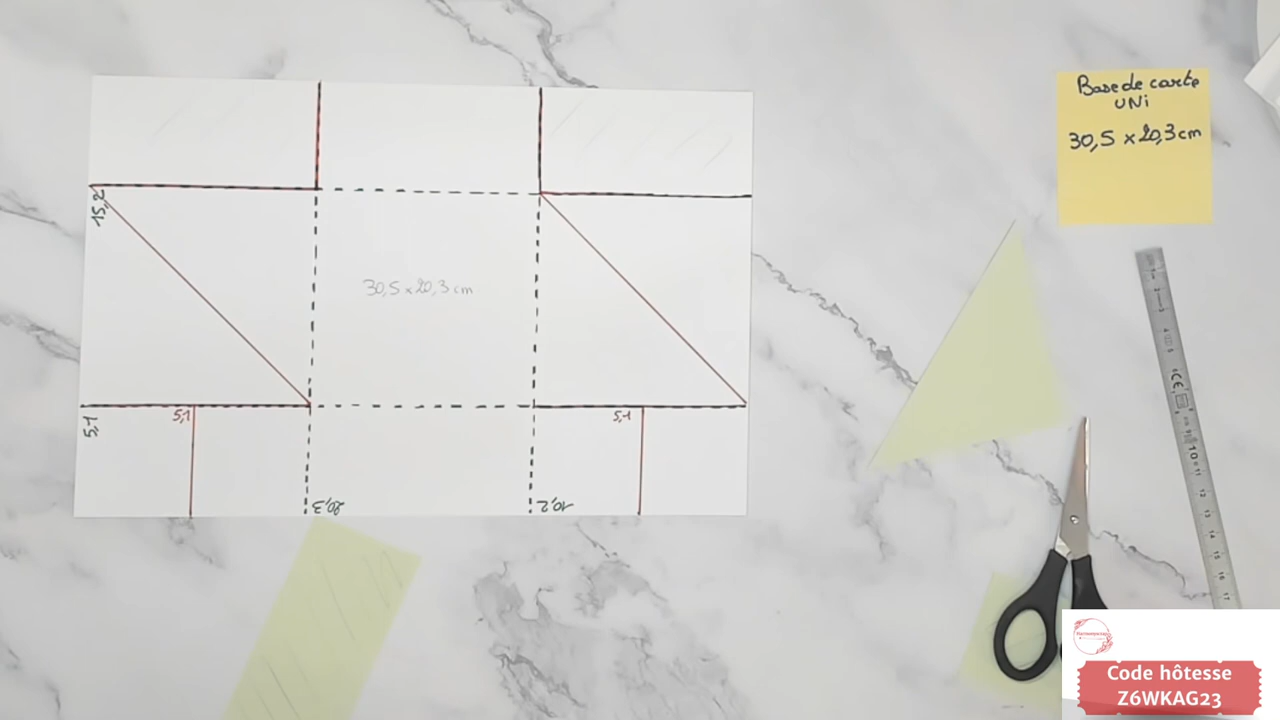 Base de carte
UNi
30,5 x 20,3 cm
15,2
30,5 x 20,3 cm
5,1
5,1
5,1
20,3
10,2
Code hôtesse
Z6WKAG23